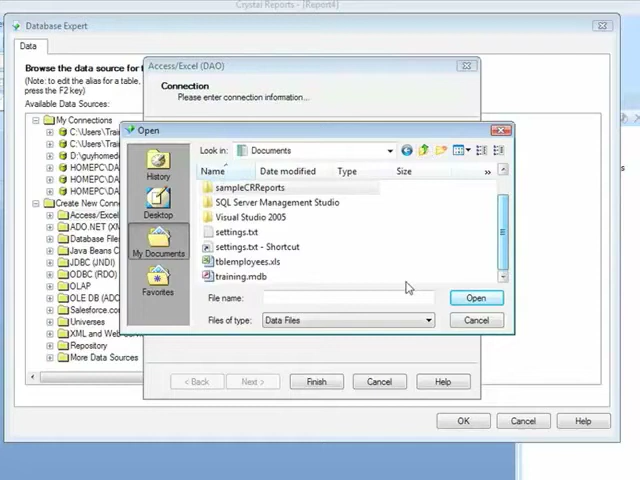 Crystal Reports - [Report4]
Database Expert
Data
Browse the data source for t
(Note: to edit the alias for a table,
press the F2 key)
Available Data Sources:
My Connections
C:\Users\Trai
C:\Users\Trai
D:\guyhomed
HOMEPC\DA
HOMEPC\DA
HOMEPC\DA
Create New Conne
Access/Excel (
ADO.NET (XM
Database Files
Java Beans C
JDBC (JNDI)
ODBC (RDO)
OLAP
OLE DB (ADO
Salesforce.com
Universes
XML and Web
Repository
More Data Sources
Access/Excel (DAO)
Connection
Please enter connection information...
Open
Look in:
Documents
History
Desktop
My Documents
Favorites
Name
Date modified
Type
Size
»
sampleCRReports
SQL Server Management Studio
Visual Studio 2005
settings.txt
settings.txt - Shortcut
tblemployees.xls
training.mdb
File name:
Open
Files of type:
Data Files
Cancel
< Back
Next >
Finish
Cancel
Help
OK
Cancel
Help